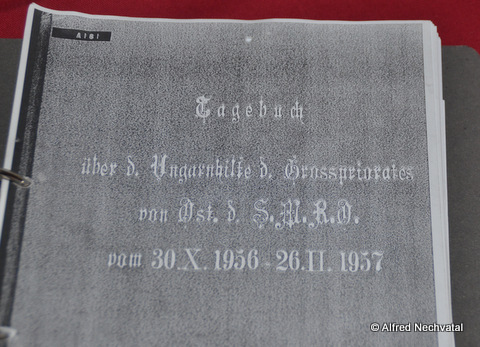 A181
Tagebuch
über d. Ungarnhilfe d. Grosspriorates
von Öst. d. S.M.R.O.
vom 30.X.1956-26.II.1957
© Alfred Nechvatal